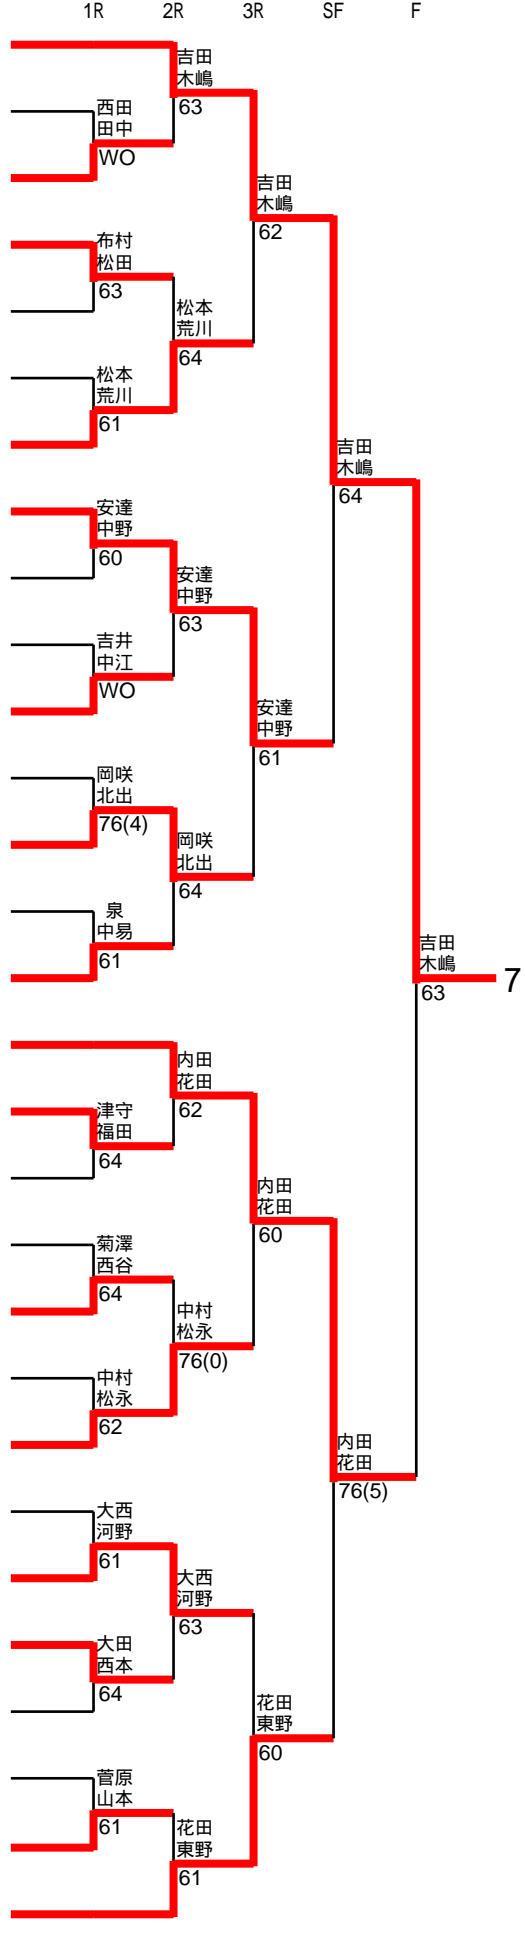 1R 2R 3R SF F
吉田
木嶋
63
西田
田中
WO
吉田
木嶋
62
布村
松田
63
松本
荒川
64
松本
荒川
61
吉田
木嶋
64
安達
中野
60
安達
中野
63
吉井
中江
WO
安達
中野
61
岡咲
北出
76(4)
岡咲
北出
64
泉
中易
61
吉田
木嶋
63
7
内田
花田
62
津守
福田
64
内田
花田
60
菊澤
西谷
64
中村
松永
76(0)
中村
松永
62
内田
花田
76(5)
大西
河野
61
大西
河野
63
大田
西本
64
花田
東野
60
菅原
山本
61
花田
東野
61